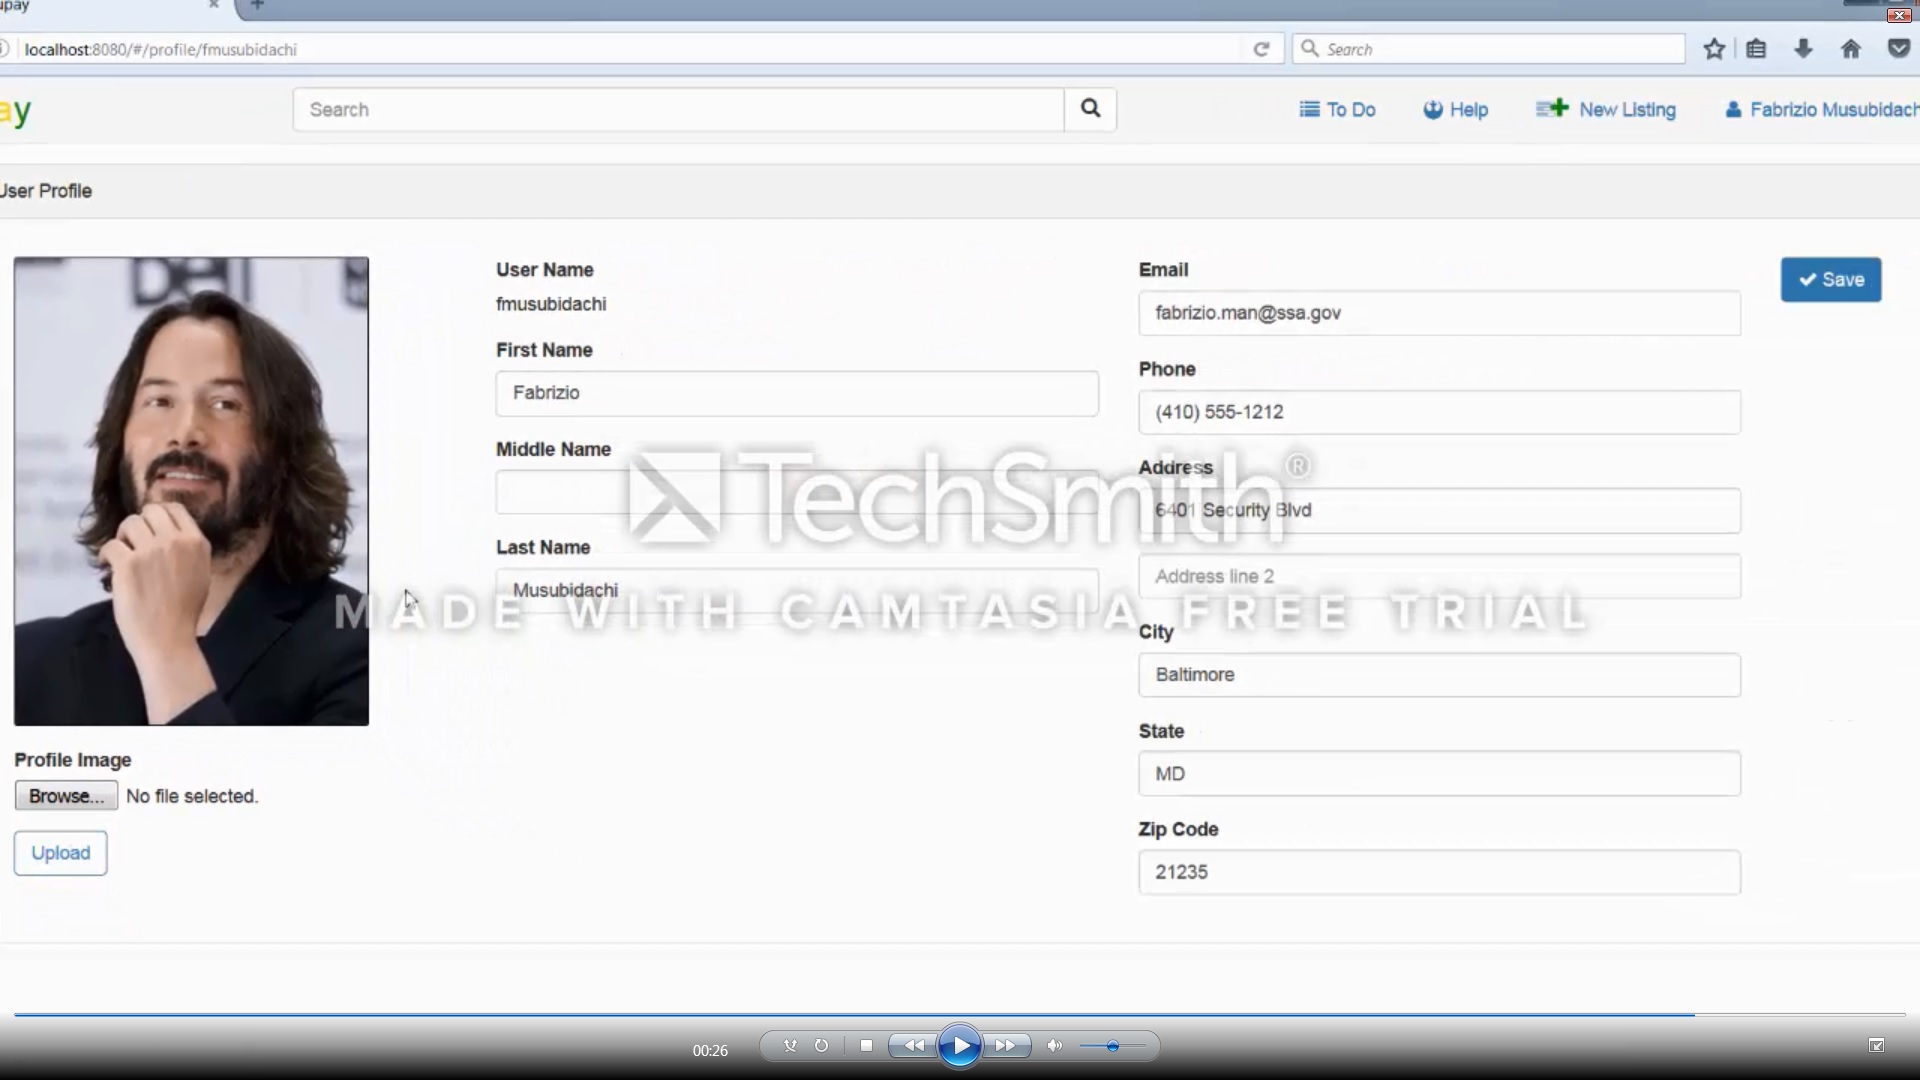 upay
localhost:8080/#/profile/fmusubidachi
Search
ay
Search
To Do
Help
New Listing
Fabrizio Musubidach
User Profile
DELL
User Name
fmusubidachi
First Name
Fabrizio
Middle Name
Last Name
Musubidachi
Email
fabrizio.man@ssa.gov
Save
Phone
(410) 555-1212
Address
6401 Security Blvd
Address line 2
City
Baltimore
State
MD
Zip Code
21235
TechSmith®
MADE WITH CAMTASIA FREE TRIAL
Profile Image
Browse... No file selected.
Upload
00:26